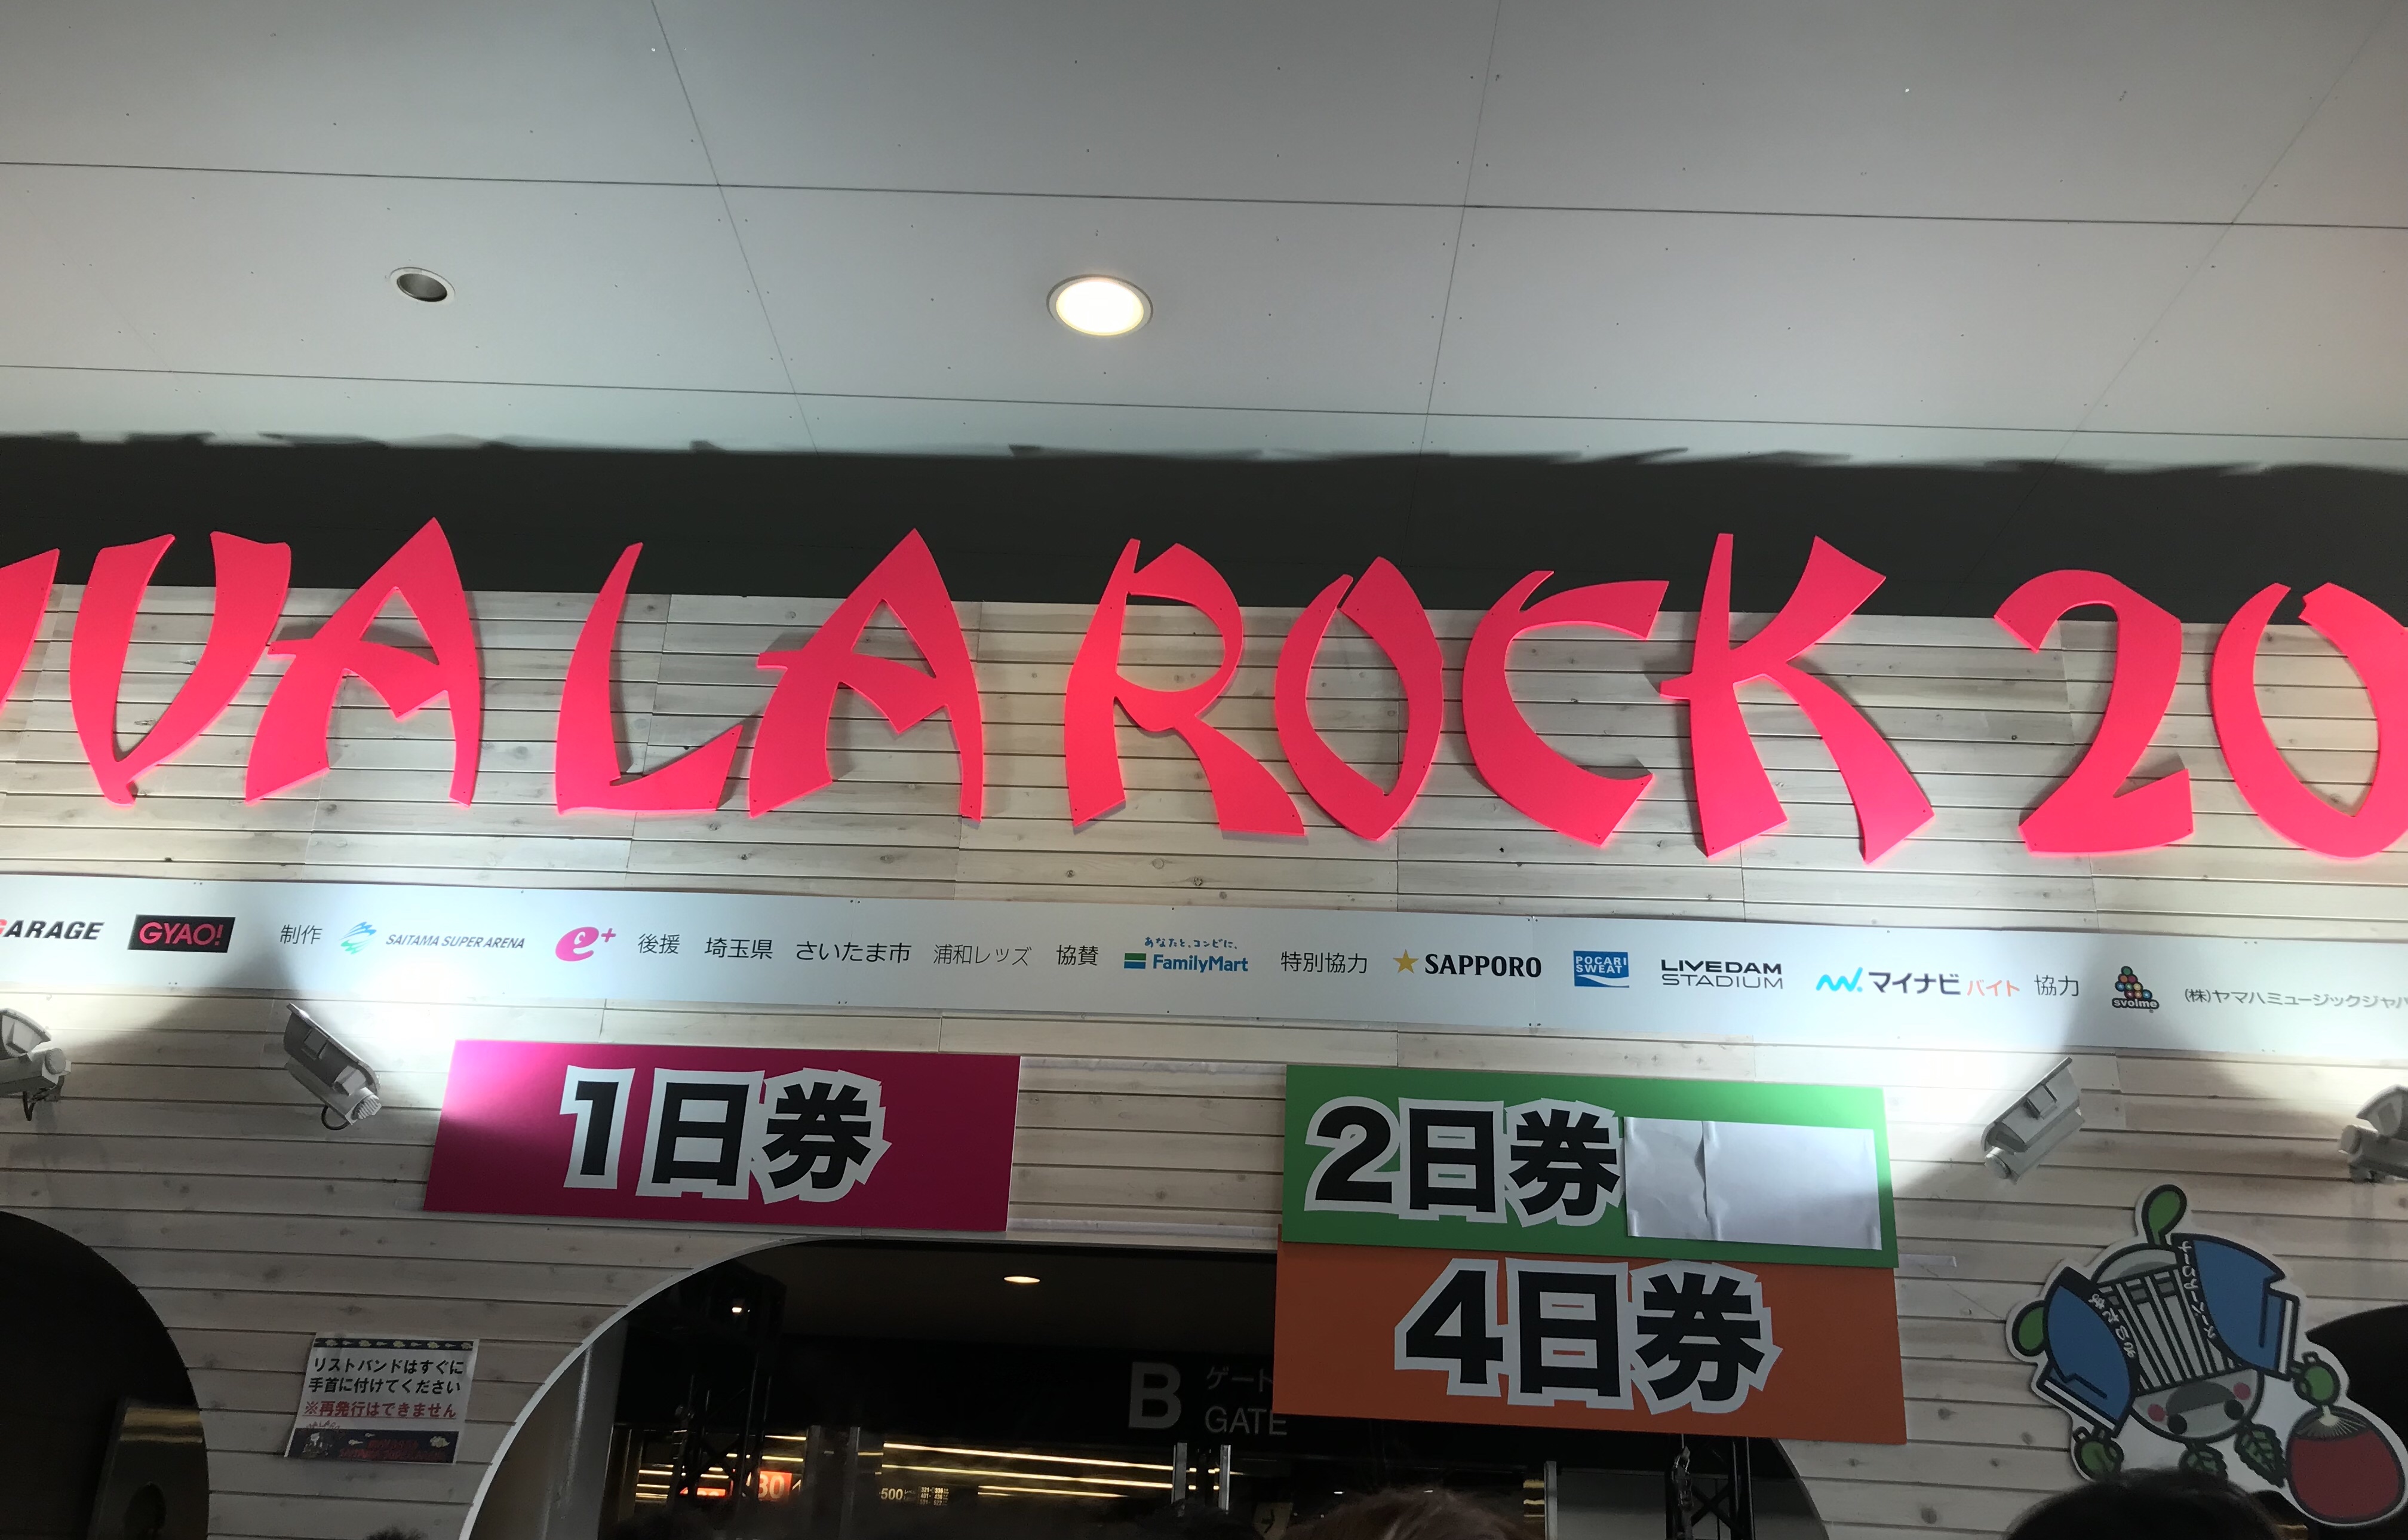 VIVA LA ROCK 20
GARAGE GYAO! 制作 SAITAMA SUPER ARENA e+ 後援 埼玉県 さいたま市 浦和レッズ 協賛 あなたと、コンビに、 FamilyMart 特別協力 SAPPORO POCARI SWEAT LIVEDAM STADIUM マイナビバイト 協力 svolme (株)ヤマハミュージックジャパ
1日券
2日券
4日券
リストバンドはすぐに
手首に付けてください
※再発行はできません
B ゲート
GATE
500